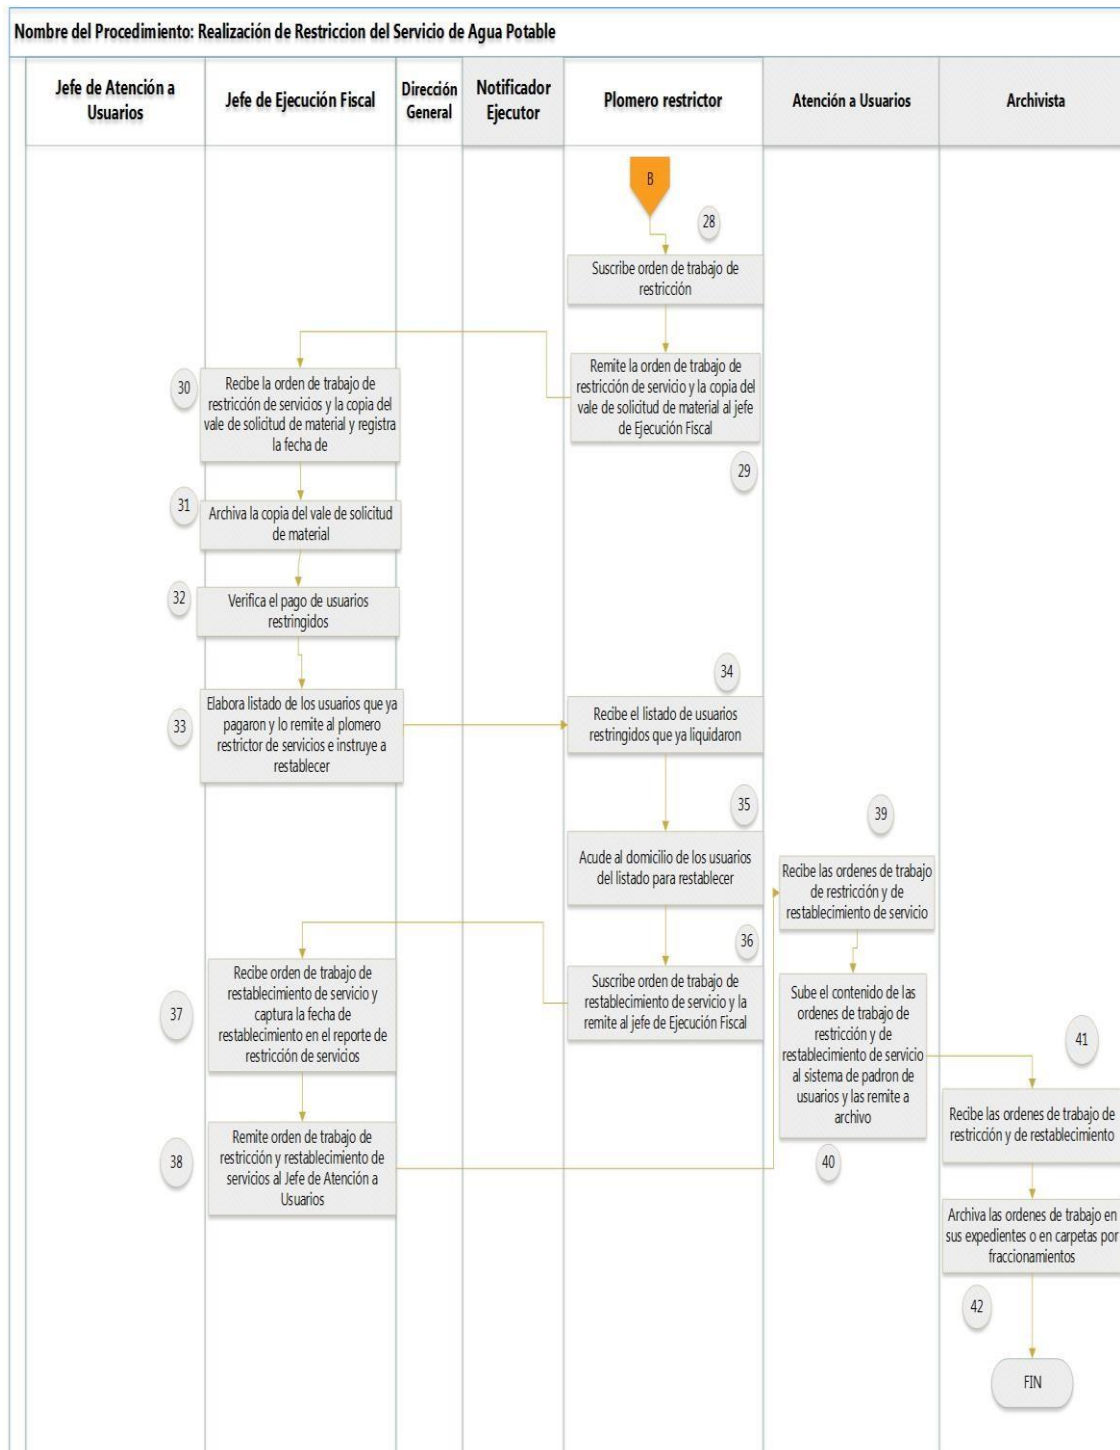 Nombre del Procedimiento: Realización de Restriccion del Servicio de Agua Potable
Jefe de Atención a
Usuarios
Jefe de Ejecución Fiscal
Dirección
General
Notificador
Ejecutor
Plomero restrictor
Atención a Usuarios
Archivista
B
28
Suscribe orden de trabajo de
restricción
Remite la orden de trabajo de
restricción de servicio y la copia del
vale de solicitud de material al jefe
de Ejecución Fiscal
29
30
Recibe la orden de trabajo de
restricción de servicios y la copia del
vale de solicitud de material y registra
la fecha de
31
Archiva la copia del vale de solicitud
de material
32
Verifica el pago de usuarios
restringidos
33
Elabora listado de los usuarios que ya
pagaron y lo remite al plomero
restrictor de servicios e instruye a
restablecer
34
Recibe el listado de usuarios
restringidos que ya liquidaron
35
Acude al domicilio de los usuarios
del listado para restablecer
36
Suscribe orden de trabajo de
restablecimiento de servicio y la
remite al jefe de Ejecución Fiscal
37
Recibe orden de trabajo de
restablecimiento de servicio y
captura la fecha de
restablecimiento en el reporte de
restricción de servicios
38
Remite orden de trabajo de
restricción y restablecimiento de
servicios al Jefe de Atención a
Usuarios
39
Recibe las ordenes de trabajo
de restricción y de
restablecimiento de servicio
Sube el contenido de las
ordenes de trabajo de
restricción y de
restablecimiento de servicio
al sistema de padron de
usuarios y las remite a
archivo
40
41
Recibe las ordenes de trabajo de
restricción y de restablecimiento
Archiva las ordenes de trabajo en
sus expedientes o en carpetas por
fraccionamientos
42
FIN